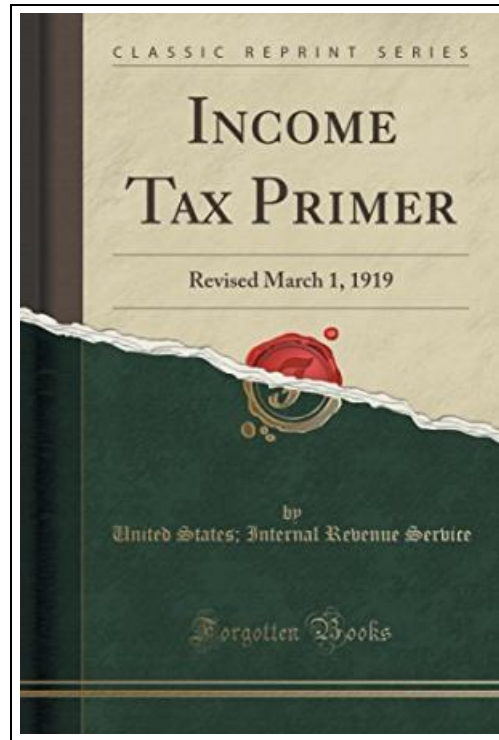 CLASSIC REPRINT SERIES
INCOME
TAX PRIMER
Revised March 1, 1919
by
United States; Internal Revenue Service
Forgotten Books